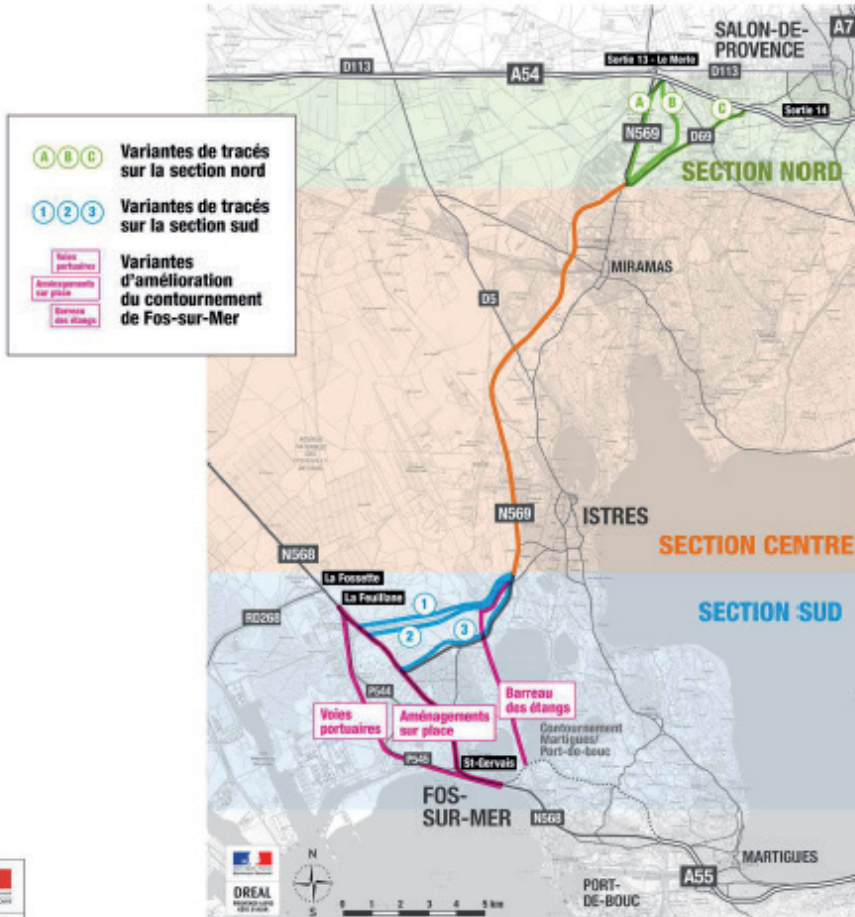 A B C
Variantes de tracés
sur la section nord
1 2 3
Variantes de tracés
sur la section sud
Voies
portuaires
Aménagements
sur place
Barreau
des étangs
Variantes
d'amélioration
du contournement
de Fos-sur-Mer
SALON-DE-
PROVENCE
A7
D113
A54
Sortie 13 - Le Merle
D113
A
B
C
Sortie 14
N569
D69
SECTION NORD
MIRAMAS
D5
N569
ISTRES
SECTION CENTRE
N568
La Fossette
La Feuillane
RD268
1
2
3
SECTION SUD
P544
Voies
portuaires
Aménagements
sur place
Barreau
des étangs
Contournement
Martigues/
Port-de-bouc
P545
St-Gervais
FOS-
SUR-MER
N568
MARTIGUES
A55
PORT-
DE-BOUC
DREAL
N
S
0 1 2 3 4 5 km